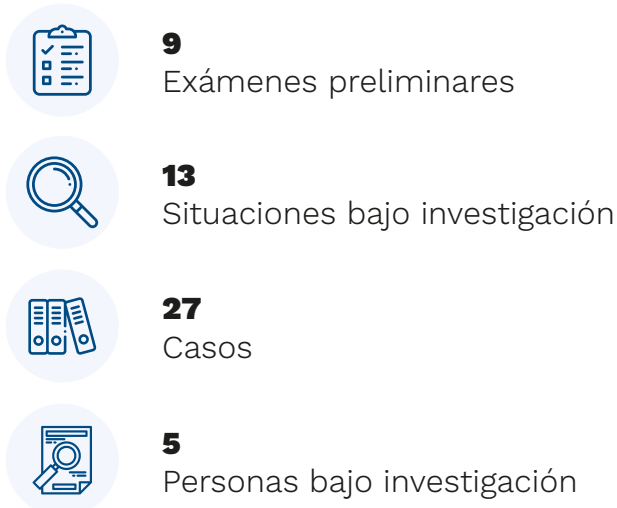 9
Exámenes preliminares
13
Situaciones bajo investigación
27
Casos
5
Personas bajo investigación